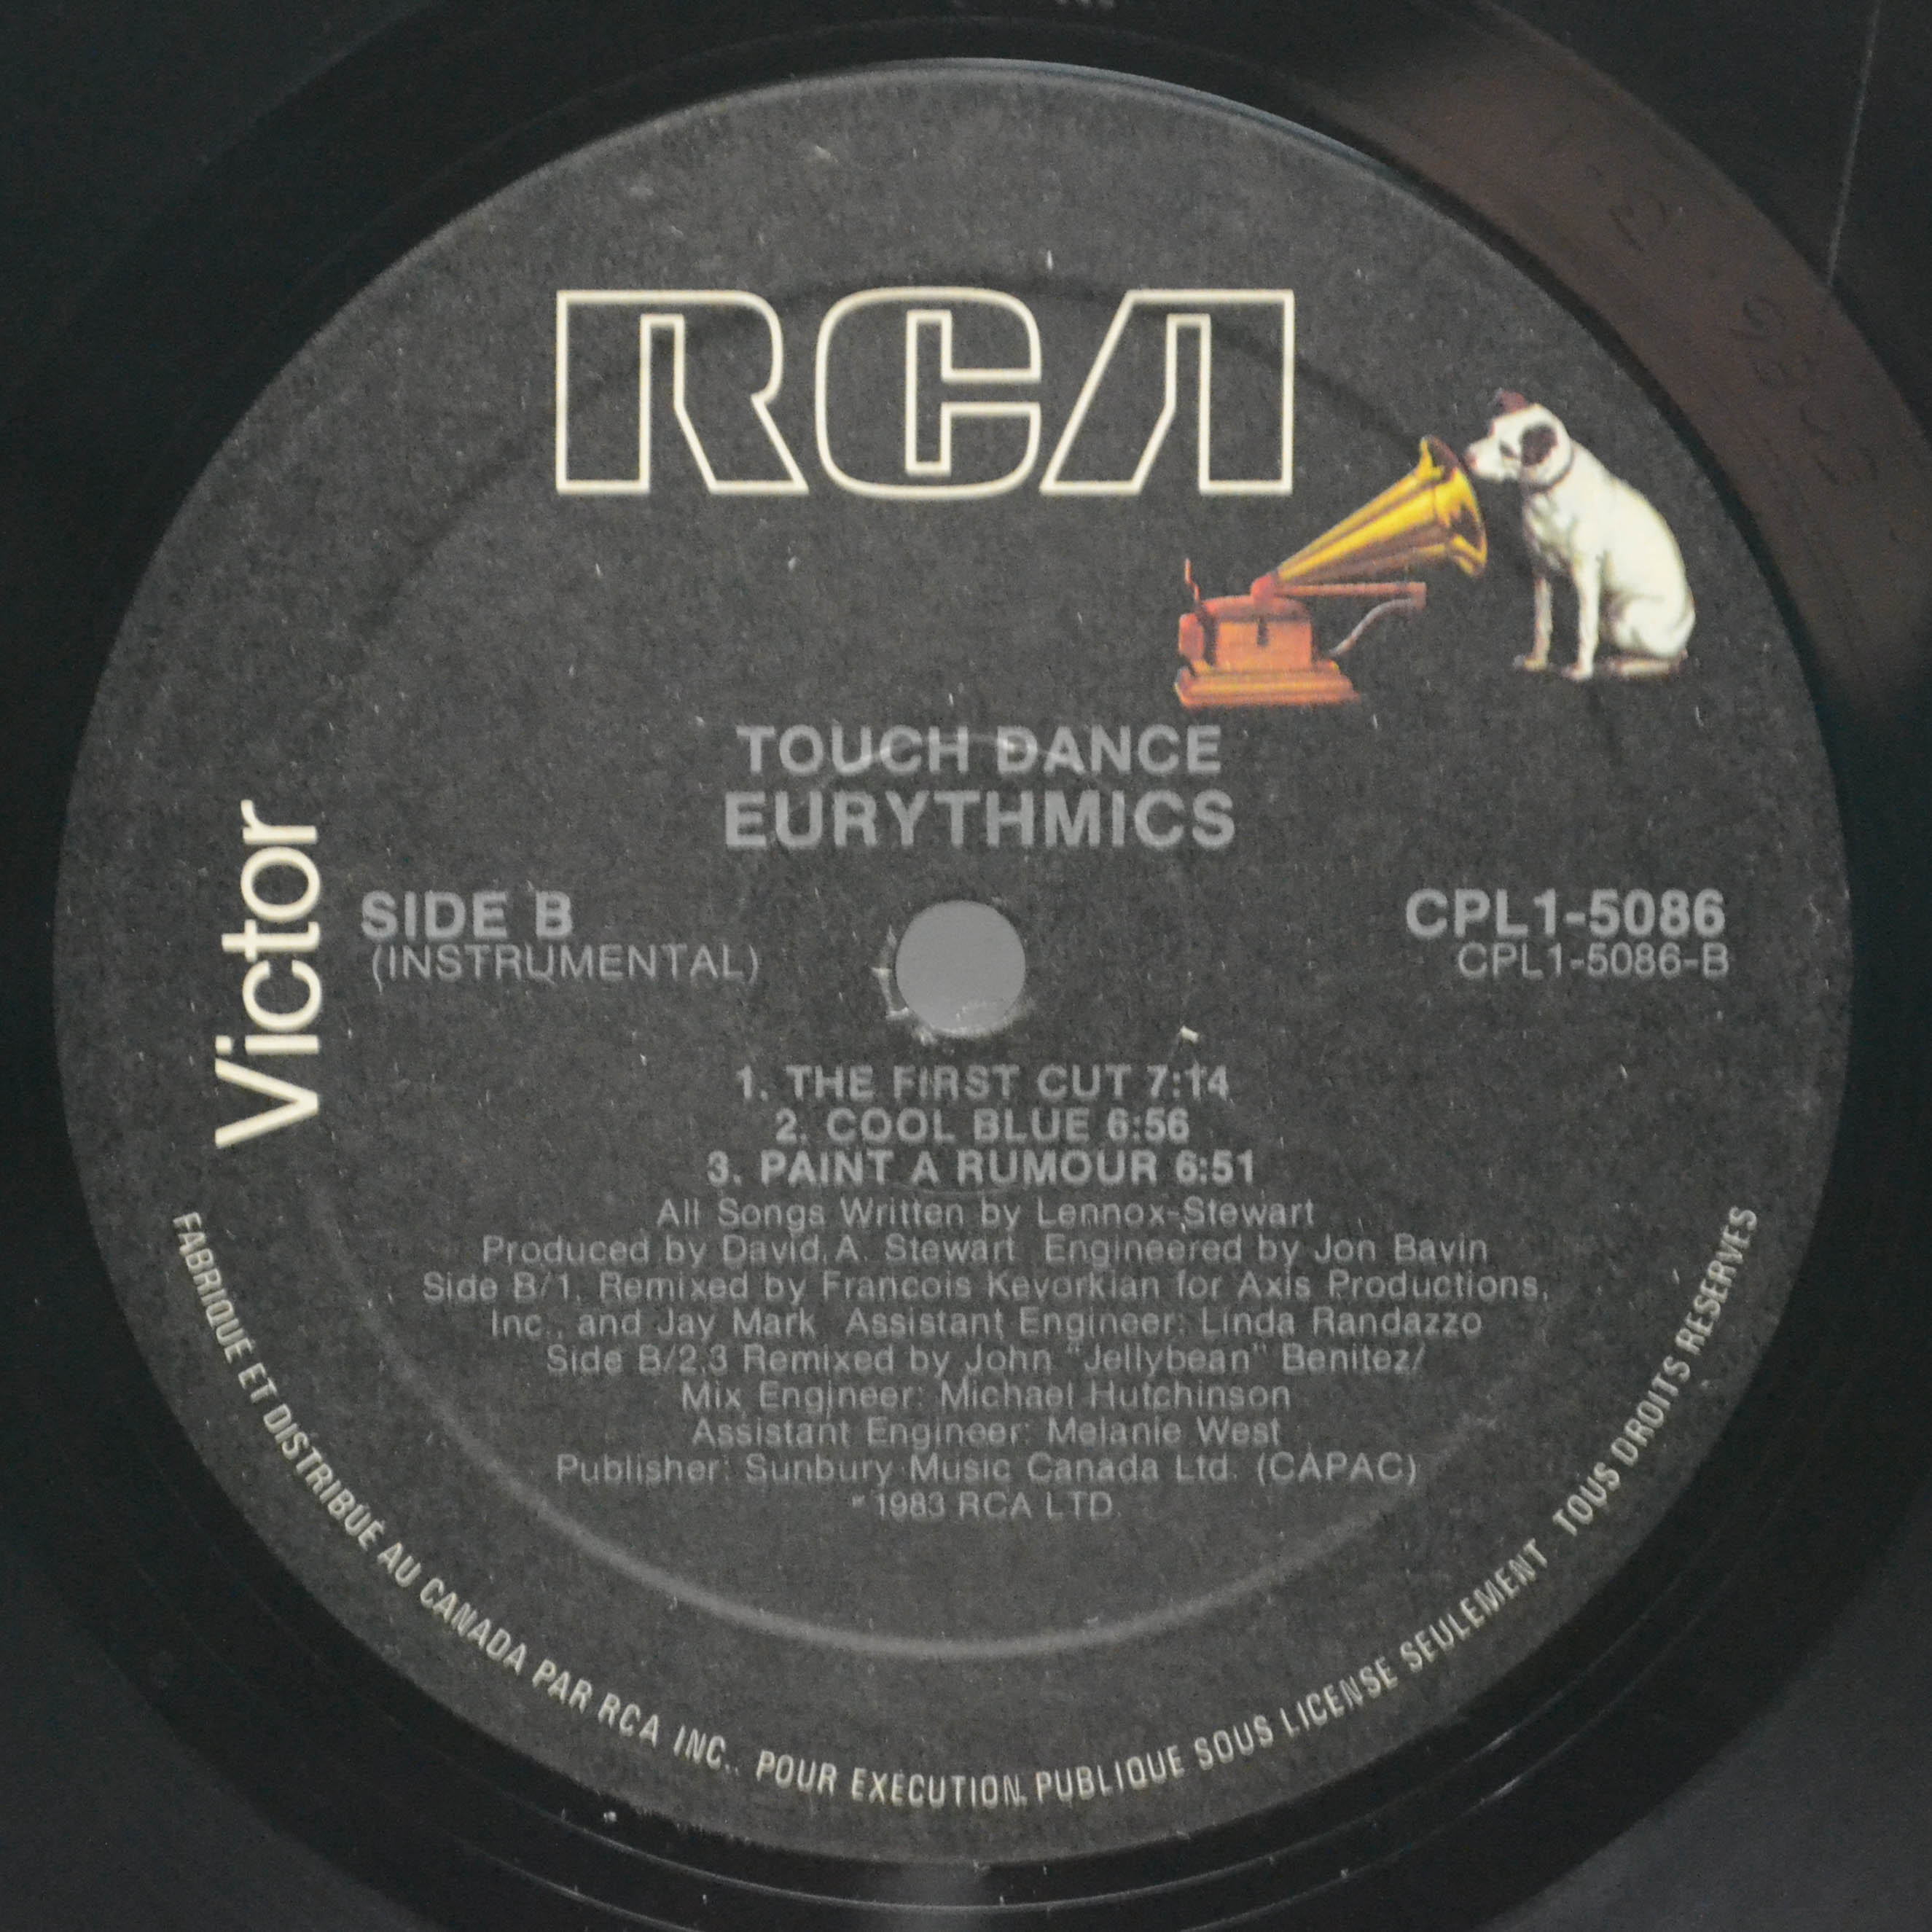 RCA
Victor
TOUCH DANCE
EURYTHMICS
SIDE B
(INSTRUMENTAL)
CPL1-5086
CPL1-5086-B
1. THE FIRST CUT 7:14
2. COOL BLUE 6:56
3. PAINT A RUMOUR 6:51
All Songs Written by Lennox-Stewart
Produced by David A. Stewart Engineered by Jon Bavin
Side B/1. Remixed by Francois Kevorkian for Axis Productions,
Inc., and Jay Mark Assistant Engineer: Linda Randazzo
Side B/2,3 Remixed by John "Jellybean" Benitez/
Mix Engineer: Michael Hutchinson
Assistant Engineer: Melanie West
Publisher: Sunbury Music Canada Ltd. (CAPAC)
℗ 1983 RCA LTD.
FABRIQUÉ ET DISTRIBUÉ AU CANADA PAR RCA INC., POUR EXECUTION PUBLIQUE SOUS LICENSE SEULEMENT TOUS DROITS RESERVES